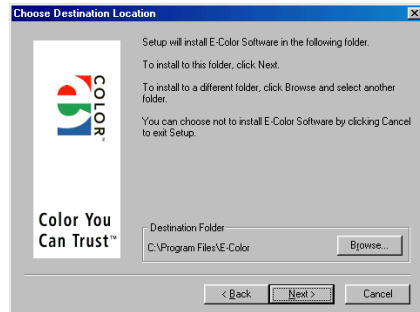 Choose Destination Location
Setup will install E-Color Software in the following folder.
To install to this folder, click Next.
To install to a different folder, click Browse and select another
folder.
You can choose not to install E-Color Software by clicking Cancel
to exit Setup.
COLOR™
Color You
Can Trust™
Destination Folder
C:\Program Files\E-Color
Browse...
< Back
Next >
Cancel